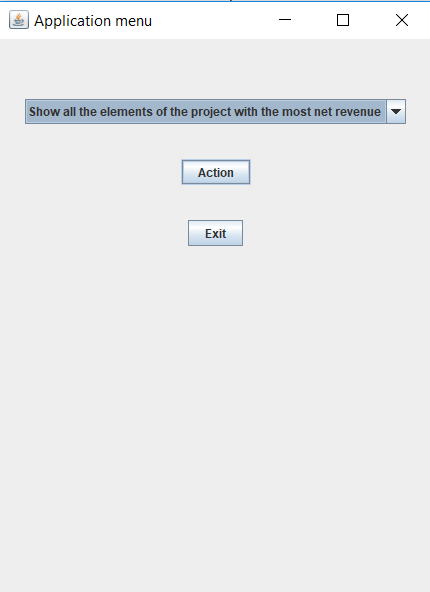 Application menu
Show all the elements of the project with the most net revenue
Action
Exit